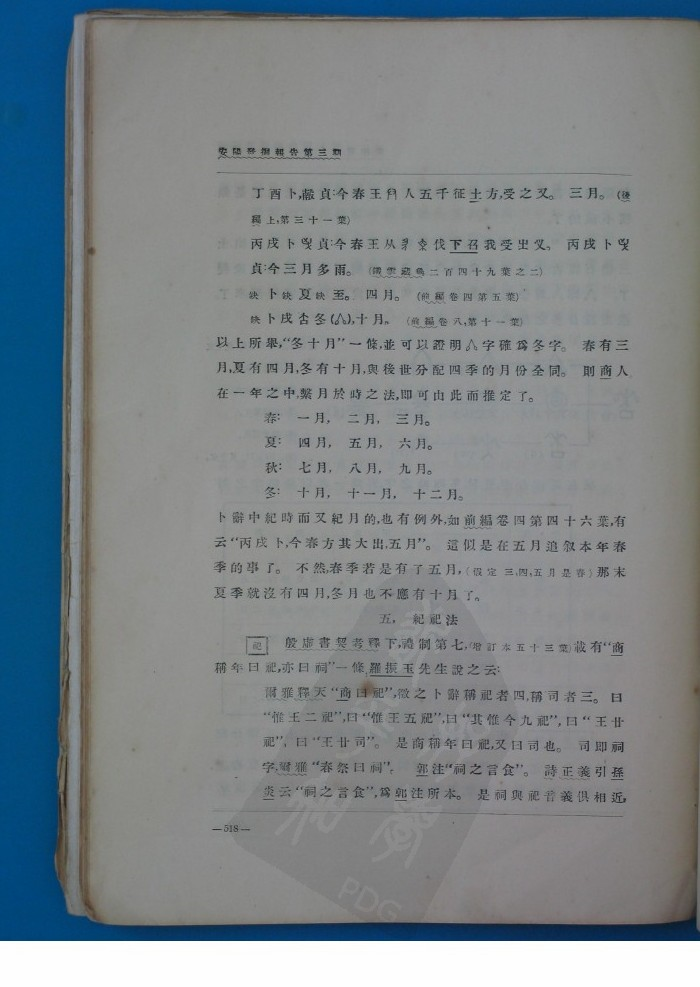 安陽發掘報告第三期
丁酉卜,㱿貞:今春王人五千征土方,受之又。 三月。(後
編上,第三十一葉)
丙戌卜貞:今春王从伐下召我受㞢又。 丙戌卜
貞:今三月多雨。(鐵雲藏龜二百四十九葉之二)
缺卜缺夏缺至。 四月。 (前編卷四第五葉)
缺卜戌冬(),十月。 (前編卷八,第十一葉)
以上所舉,“冬十月”一條,並可以證明字確爲冬字。 春有三
月,夏有四月,冬有十月,與後世分配四季的月份全同。 則商人
在一年之中,繫月於時之法,即可由此而推定了。
春: 一月, 二月, 三月。
夏: 四月, 五月, 六月。
秋: 七月, 八月, 九月。
冬: 十月, 十一月, 十二月。
卜辭中紀時而又紀月的,也有例外,如前編卷四第四十六葉,有
云“丙戌卜,今春方其大出,五月”。 這似是在五月追叙本年春
季的事了。 不然,春季若是有了五月,(假定三,四,五月是春)那末
夏季就沒有四月,冬月也不應有十月了。
五, 紀祀法
祀 殷虛書契考釋下,禮制第七,(增訂本五十三葉)載有“商
稱年曰祀,亦曰祠”一條,羅振玉先生說之云:
爾雅釋天“商曰祀”,徵之卜辭稱祀者四,稱司者三。 曰
“惟王二祀”,曰“惟王五祀”,曰“其惟今九祀”,曰“王廿
祀”, 曰“王廿司”。 是商稱年曰祀,又曰司也。 司即祠
字,爾雅“春祭曰祠”, 郭注“祠之言食”。 詩正義引孫
炎云“祠之言食”,爲郭注所本。 是祠與祀音義俱相近,
—518—
PDG